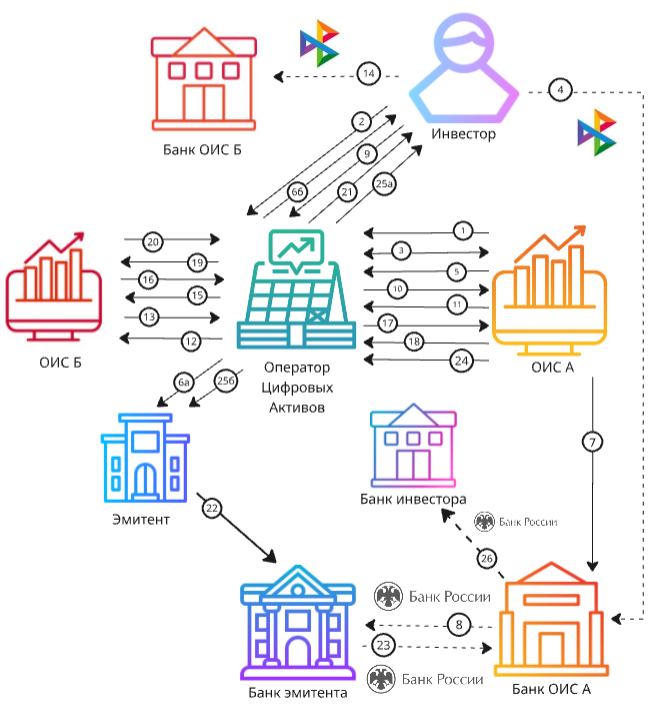 14
4
Банк ОИС Б
Инвестор
2
9
6б
21
25а
20
19
16
15
13
12
1
3
5
10
11
17
18
24
ОИС Б
Оператор
Цифровых
Активов
ОИС А
6а
25б
7
Эмитент
Банк инвестора
22
Банк России
26
Банк России
8
23
Банк России
Банк эмитента
Банк ОИС А